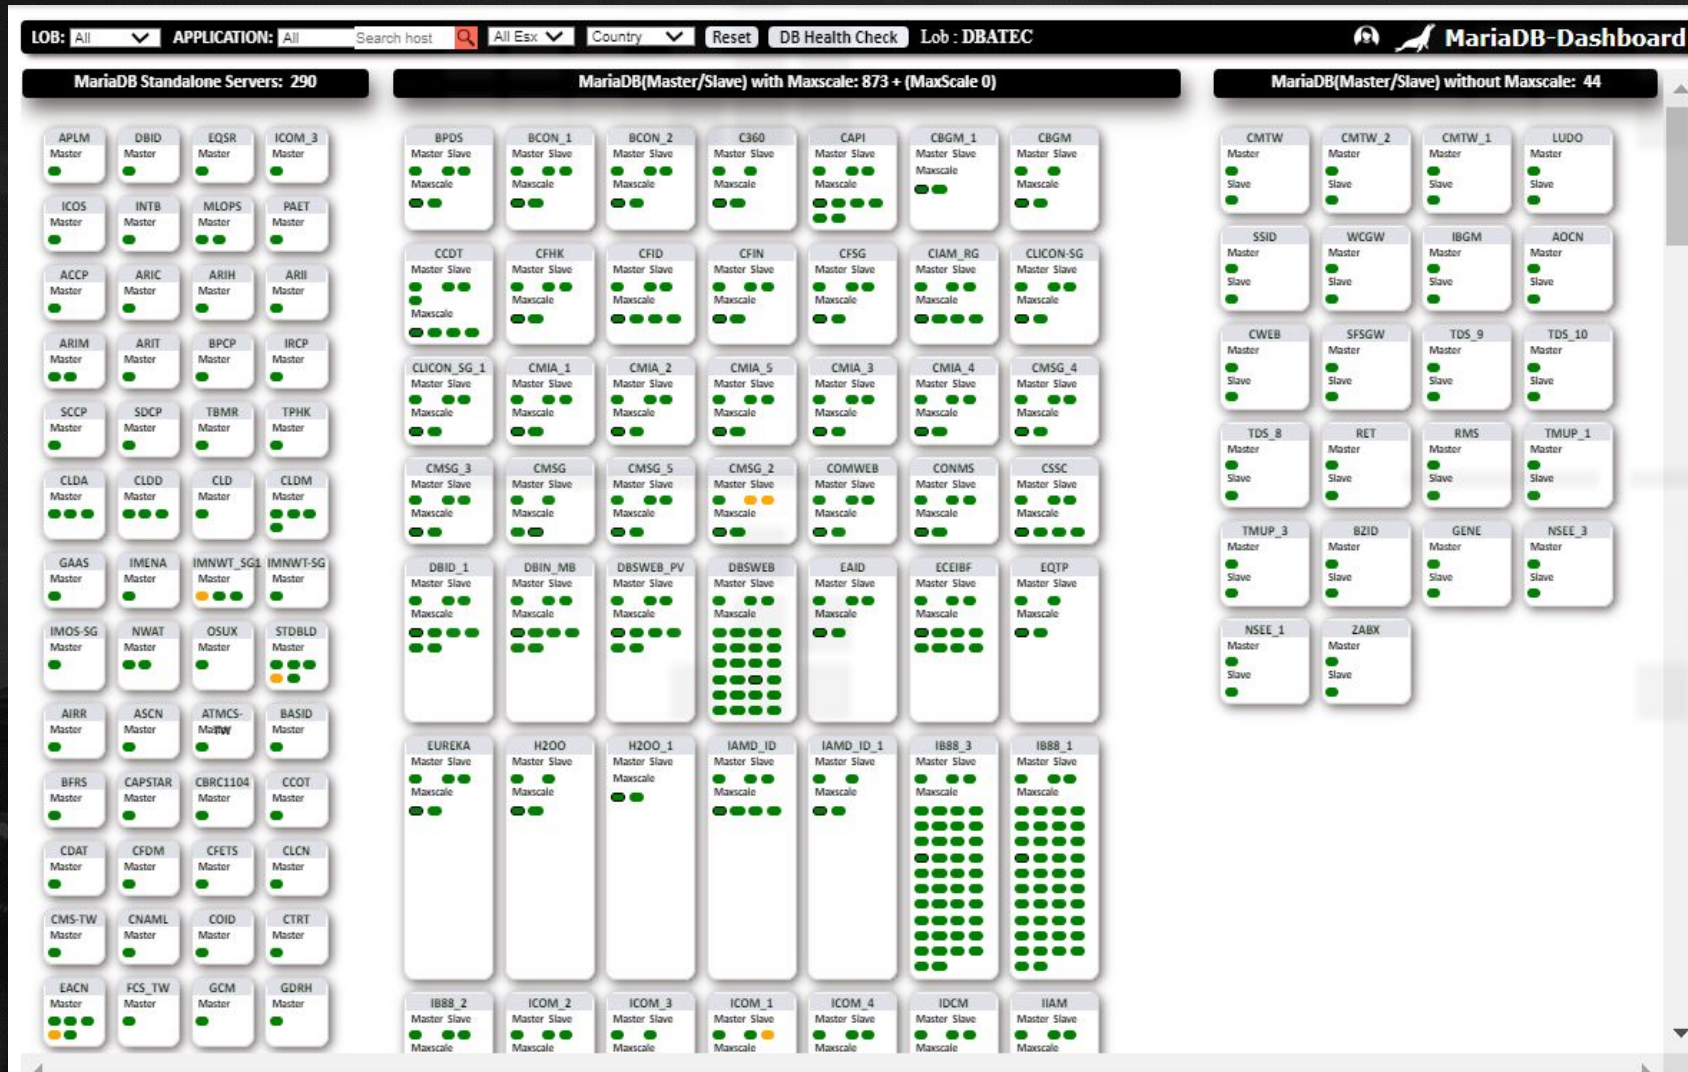 LOB: All APPLICATION: All Search host All Esx Country Reset DB Health Check Lob : DBATEC MariaDB-Dashboard
MariaDB Standalone Servers: 290
APLM DBID EQSR ICOM_3
Master Master Master Master
ICOS INTB MLOPS PAET
Master Master Master Master
ACCP ARIC ARIH ARII
Master Master Master Master
ARIM ARIT BPCP IRCP
Master Master Master Master
SCCP SDCP TBMR TPHK
Master Master Master Master
CLDA CLDD CLD CLDM
Master Master Master Master
GAAS IMENA IMNWT_SG1 IMNWT-SG
Master Master Master Master
IMOS-SG NWAT OSUX STDBLD
Master Master Master Master
AIRR ASCN ATMCS-TW BASID
Master Master Master Master
BFRS CAPSTAR CBRC1104 CCOT
Master Master Master Master
CDAT CFDM CFETS CLCN
Master Master Master Master
CMS-TW CNAML COID CTRT
Master Master Master Master
EACN FCS_TW GCM GDRH
Master Master Master Master
MariaDB(Master/Slave) with Maxscale: 873 + (MaxScale 0)
BPDS BCON_1 BCON_2 C360 CAPI CBGM_1 CBGM
Master Slave Master Slave Master Slave Master Slave Master Slave Master Slave Master Slave
Maxscale Maxscale Maxscale Maxscale Maxscale Maxscale Maxscale
CCDT CFHK CFID CFIN CFSG CIAM_RG CLICON-SG
Master Slave Master Slave Master Slave Master Slave Master Slave Master Slave Master Slave
Maxscale Maxscale Maxscale Maxscale Maxscale Maxscale Maxscale
CLICON_SG_1 CMIA_1 CMIA_2 CMIA_5 CMIA_3 CMIA_4 CMSG_4
Master Slave Master Slave Master Slave Master Slave Master Slave Master Slave Master Slave
Maxscale Maxscale Maxscale Maxscale Maxscale Maxscale Maxscale
CMSG_3 CMSG CMSG_5 CMSG_2 COMWEB CONMS CSSC
Master Slave Master Slave Master Slave Master Slave Master Slave Master Slave Master Slave
Maxscale Maxscale Maxscale Maxscale Maxscale Maxscale Maxscale
DBID_1 DBIN_MB DBSWEB_PV DBSWEB EAID ECEIBF EQTP
Master Slave Master Slave Master Slave Master Slave Master Slave Master Slave Master Slave
Maxscale Maxscale Maxscale Maxscale Maxscale Maxscale Maxscale
EUREKA H2OO H2OO_1 IAMD_ID IAMD_ID_1 IB88_3 IB88_1
Master Slave Master Slave Master Slave Master Slave Master Slave Master Slave Master Slave
Maxscale Maxscale Maxscale Maxscale Maxscale Maxscale Maxscale
IB88_2 ICOM_2 ICOM_3 ICOM_1 ICOM_4 IDCM IIAM
Master Slave Master Slave Master Slave Master Slave Master Slave Master Slave Master Slave
Maxscale Maxscale Maxscale Maxscale Maxscale Maxscale Maxscale
MariaDB(Master/Slave) without Maxscale: 44
CMTW CMTW_2 CMTW_1 LUDO
Master Master Master Master
Slave Slave Slave Slave
SSID WCGW IBGM AOCN
Master Master Master Master
Slave Slave Slave Slave
CWEB SFSGW TDS_9 TDS_10
Master Master Master Master
Slave Slave Slave Slave
TDS_8 RET RMS TMUP_1
Master Master Master Master
Slave Slave Slave Slave
TMUP_3 BZID GENE NSEE_3
Master Master Master Master
Slave Slave Slave Slave
NSEE_1 ZABX
Master Master
Slave Slave